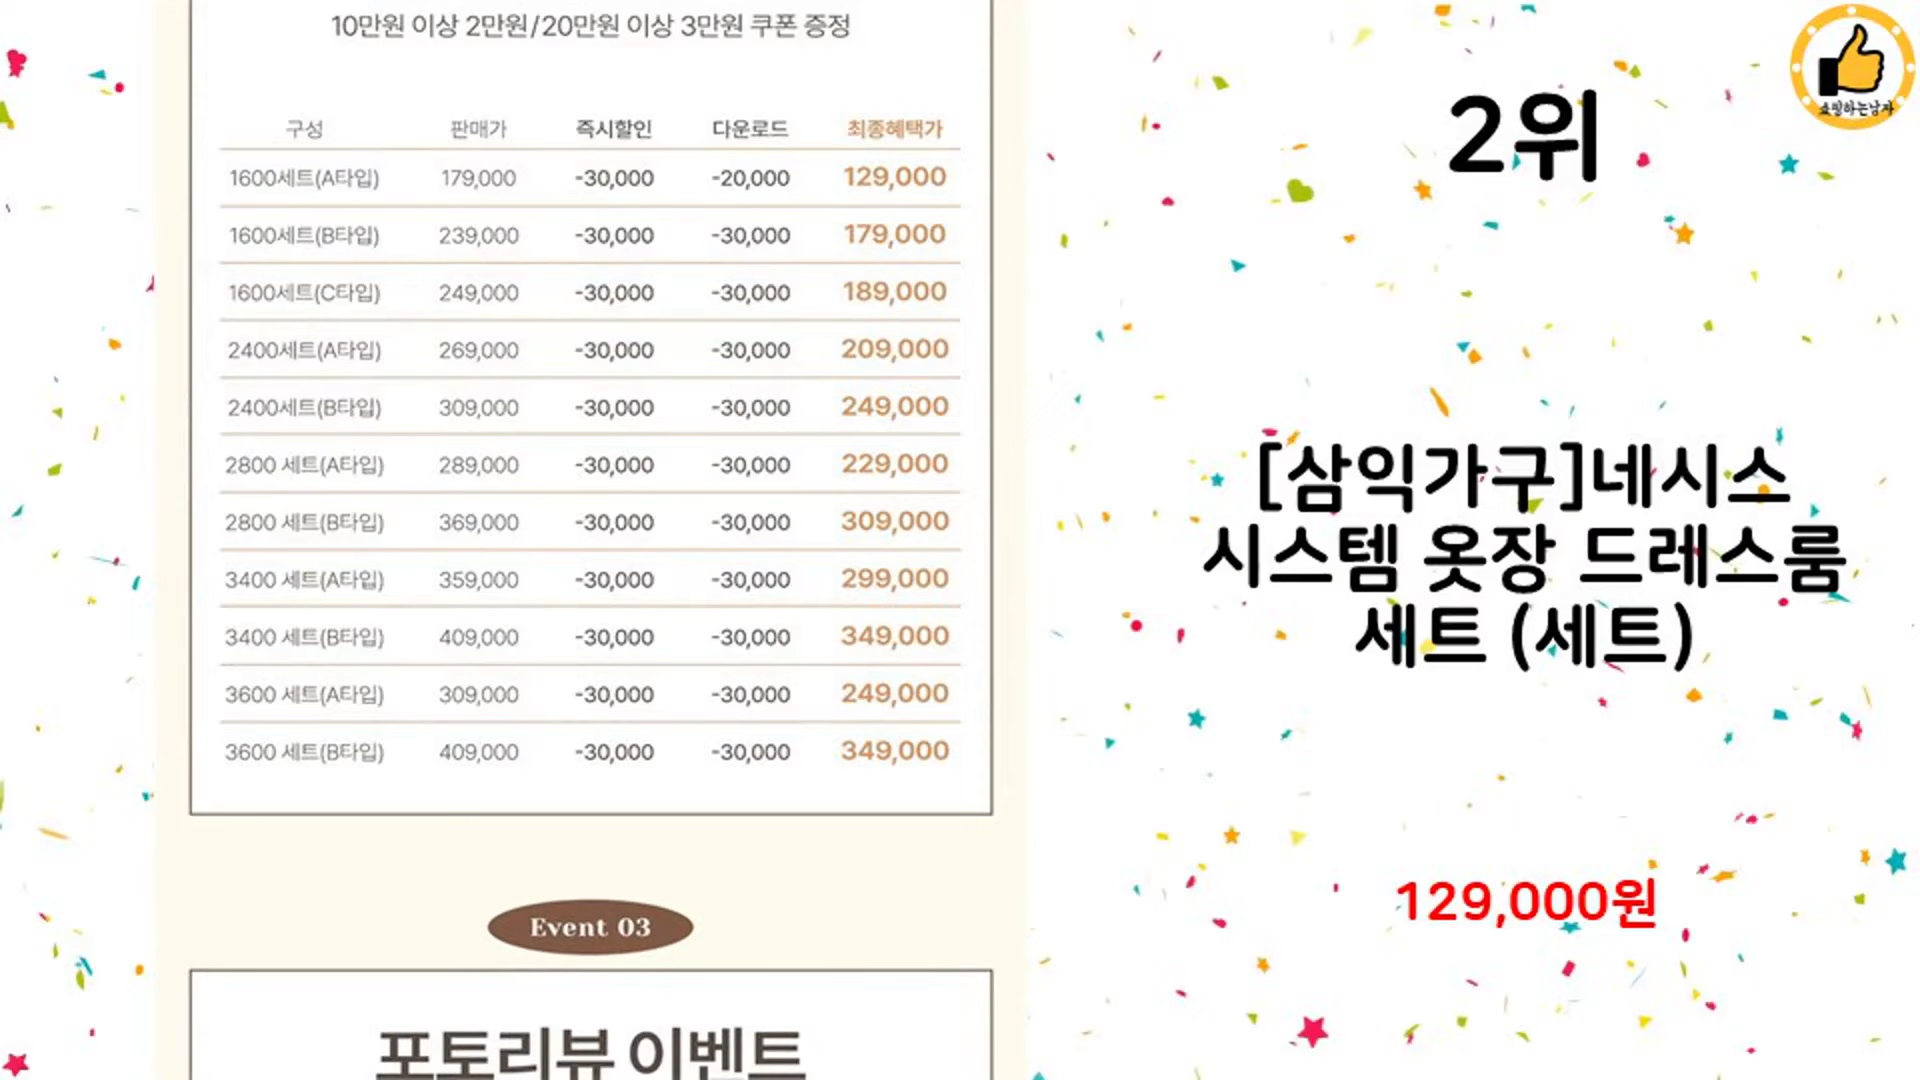 10만원 이상 2만원/20만원 이상 3만원 쿠폰 증정
구성 판매가 즉시할인 다운로드 최종혜택가
1600세트(A타입) 179,000 -30,000 -20,000 129,000
1600세트(B타입) 239,000 -30,000 -30,000 179,000
1600세트(C타입) 249,000 -30,000 -30,000 189,000
2400세트(A타입) 269,000 -30,000 -30,000 209,000
2400세트(B타입) 309,000 -30,000 -30,000 249,000
2800 세트(A타입) 289,000 -30,000 -30,000 229,000
2800 세트(B타입) 369,000 -30,000 -30,000 309,000
3400 세트(A타입) 359,000 -30,000 -30,000 299,000
3400 세트(B타입) 409,000 -30,000 -30,000 349,000
3600 세트(A타입) 309,000 -30,000 -30,000 249,000
3600 세트(B타입) 409,000 -30,000 -30,000 349,000
Event 03
포토리뷰 이벤트
쇼핑하는남자
2위
[삼익가구]네시스
시스템 옷장 드레스룸
세트 (세트)
129,000원